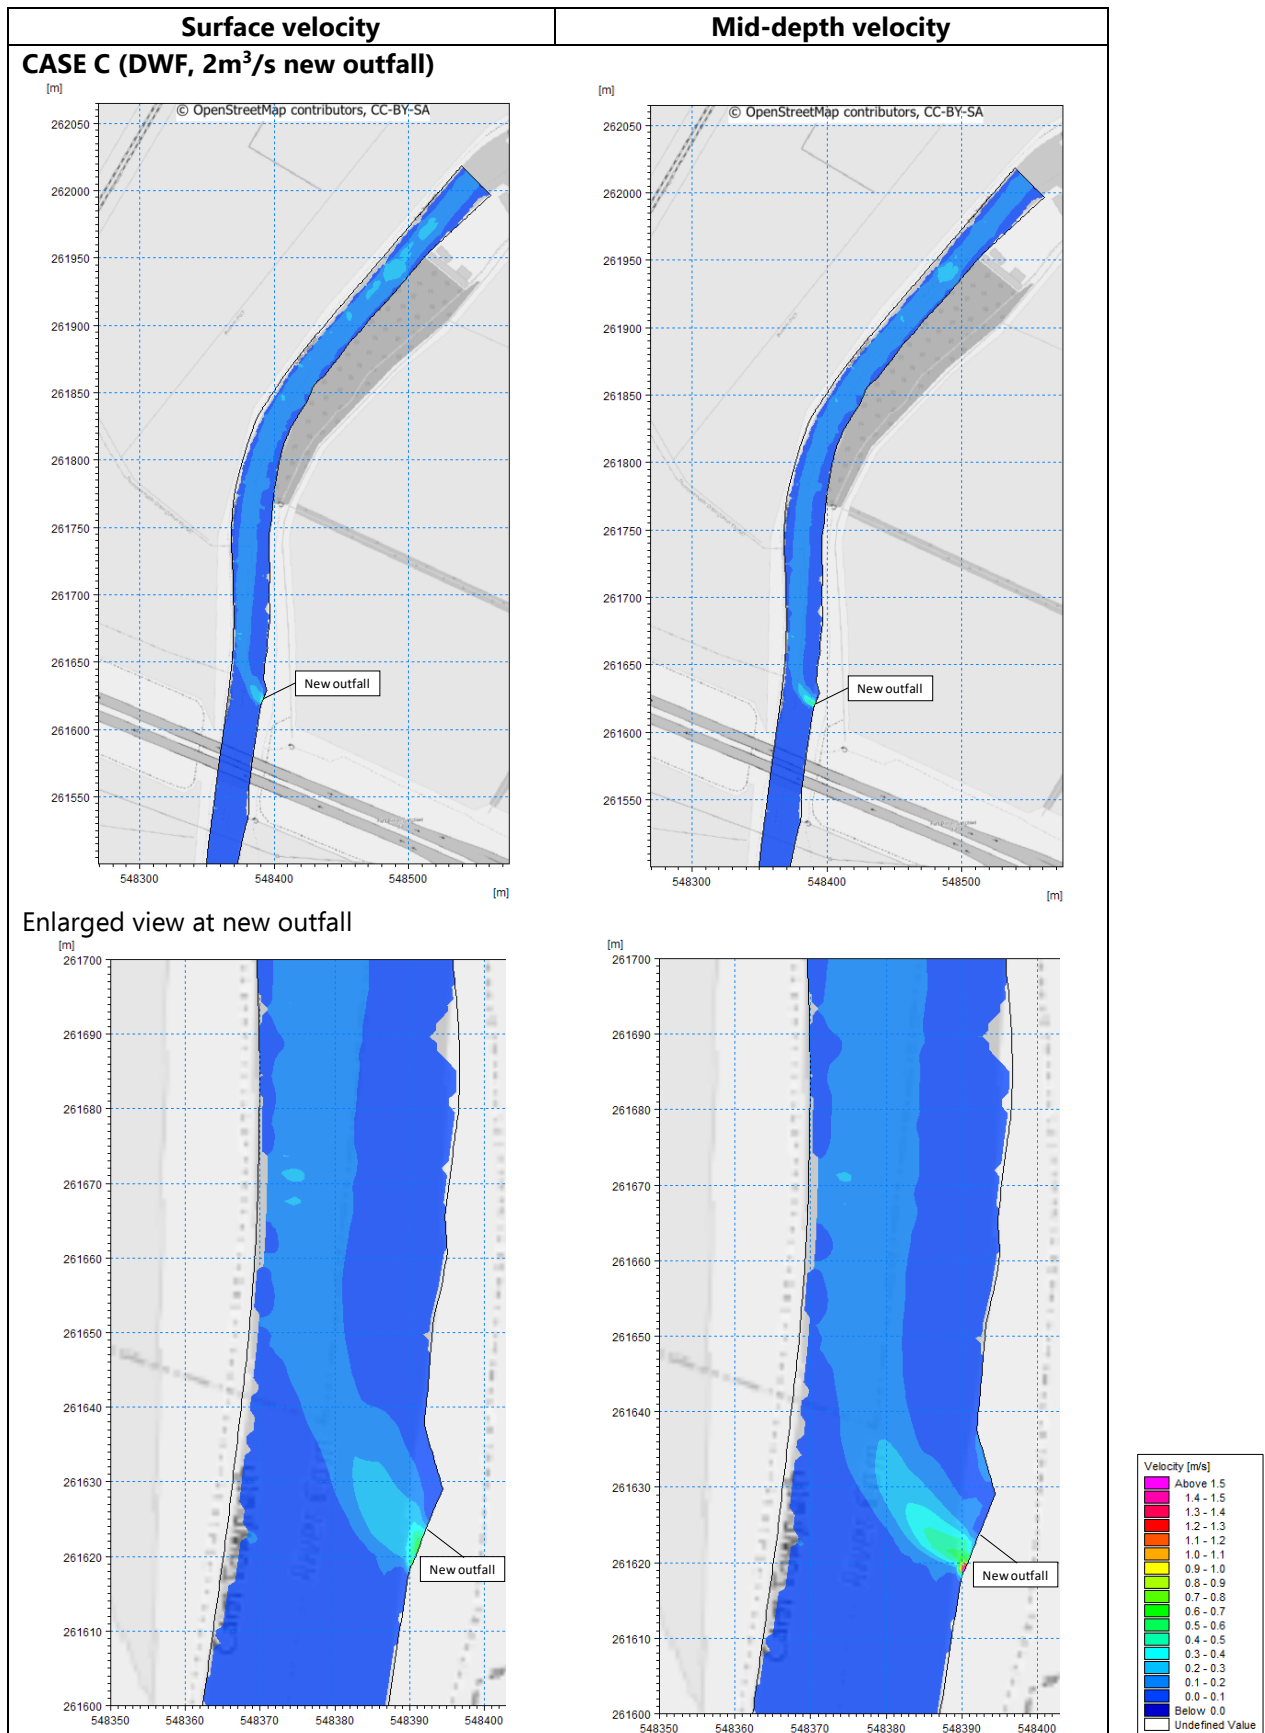 Surface velocity
Mid-depth velocity
CASE C (DWF, 2m³/s new outfall)
[m]
© OpenStreetMap contributors, CC-BY-SA
262050
262000
261950
261900
261850
261800
261750
261700
261650
261600
261550
New outfall
548300
548400
548500
[m]
[m]
© OpenStreetMap contributors, CC-BY-SA
262050
262000
261950
261900
261850
261800
261750
261700
261650
261600
261550
New outfall
548300
548400
548500
[m]
Enlarged view at new outfall
[m]
261700
261690
261680
261670
261660
261650
261640
261630
261620
261610
261600
New outfall
548350
548360
548370
548380
548390
548400
[m]
261700
261690
261680
261670
261660
261650
261640
261630
261620
261610
261600
New outfall
548350
548360
548370
548380
548390
548400
Velocity [m/s]
Above 1.5
1.4 - 1.5
1.3 - 1.4
1.2 - 1.3
1.1 - 1.2
1.0 - 1.1
0.9 - 1.0
0.8 - 0.9
0.7 - 0.8
0.6 - 0.7
0.5 - 0.6
0.4 - 0.5
0.3 - 0.4
0.2 - 0.3
0.1 - 0.2
0.0 - 0.1
Below 0.0
Undefined Value